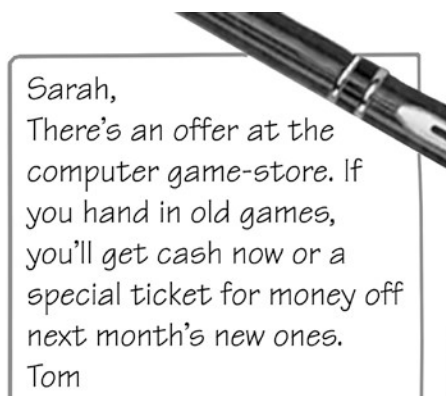 Sarah,
There's an offer at the
computer game-store. If
you hand in old games,
you'll get cash now or a
special ticket for money off
next month's new ones.
Tom